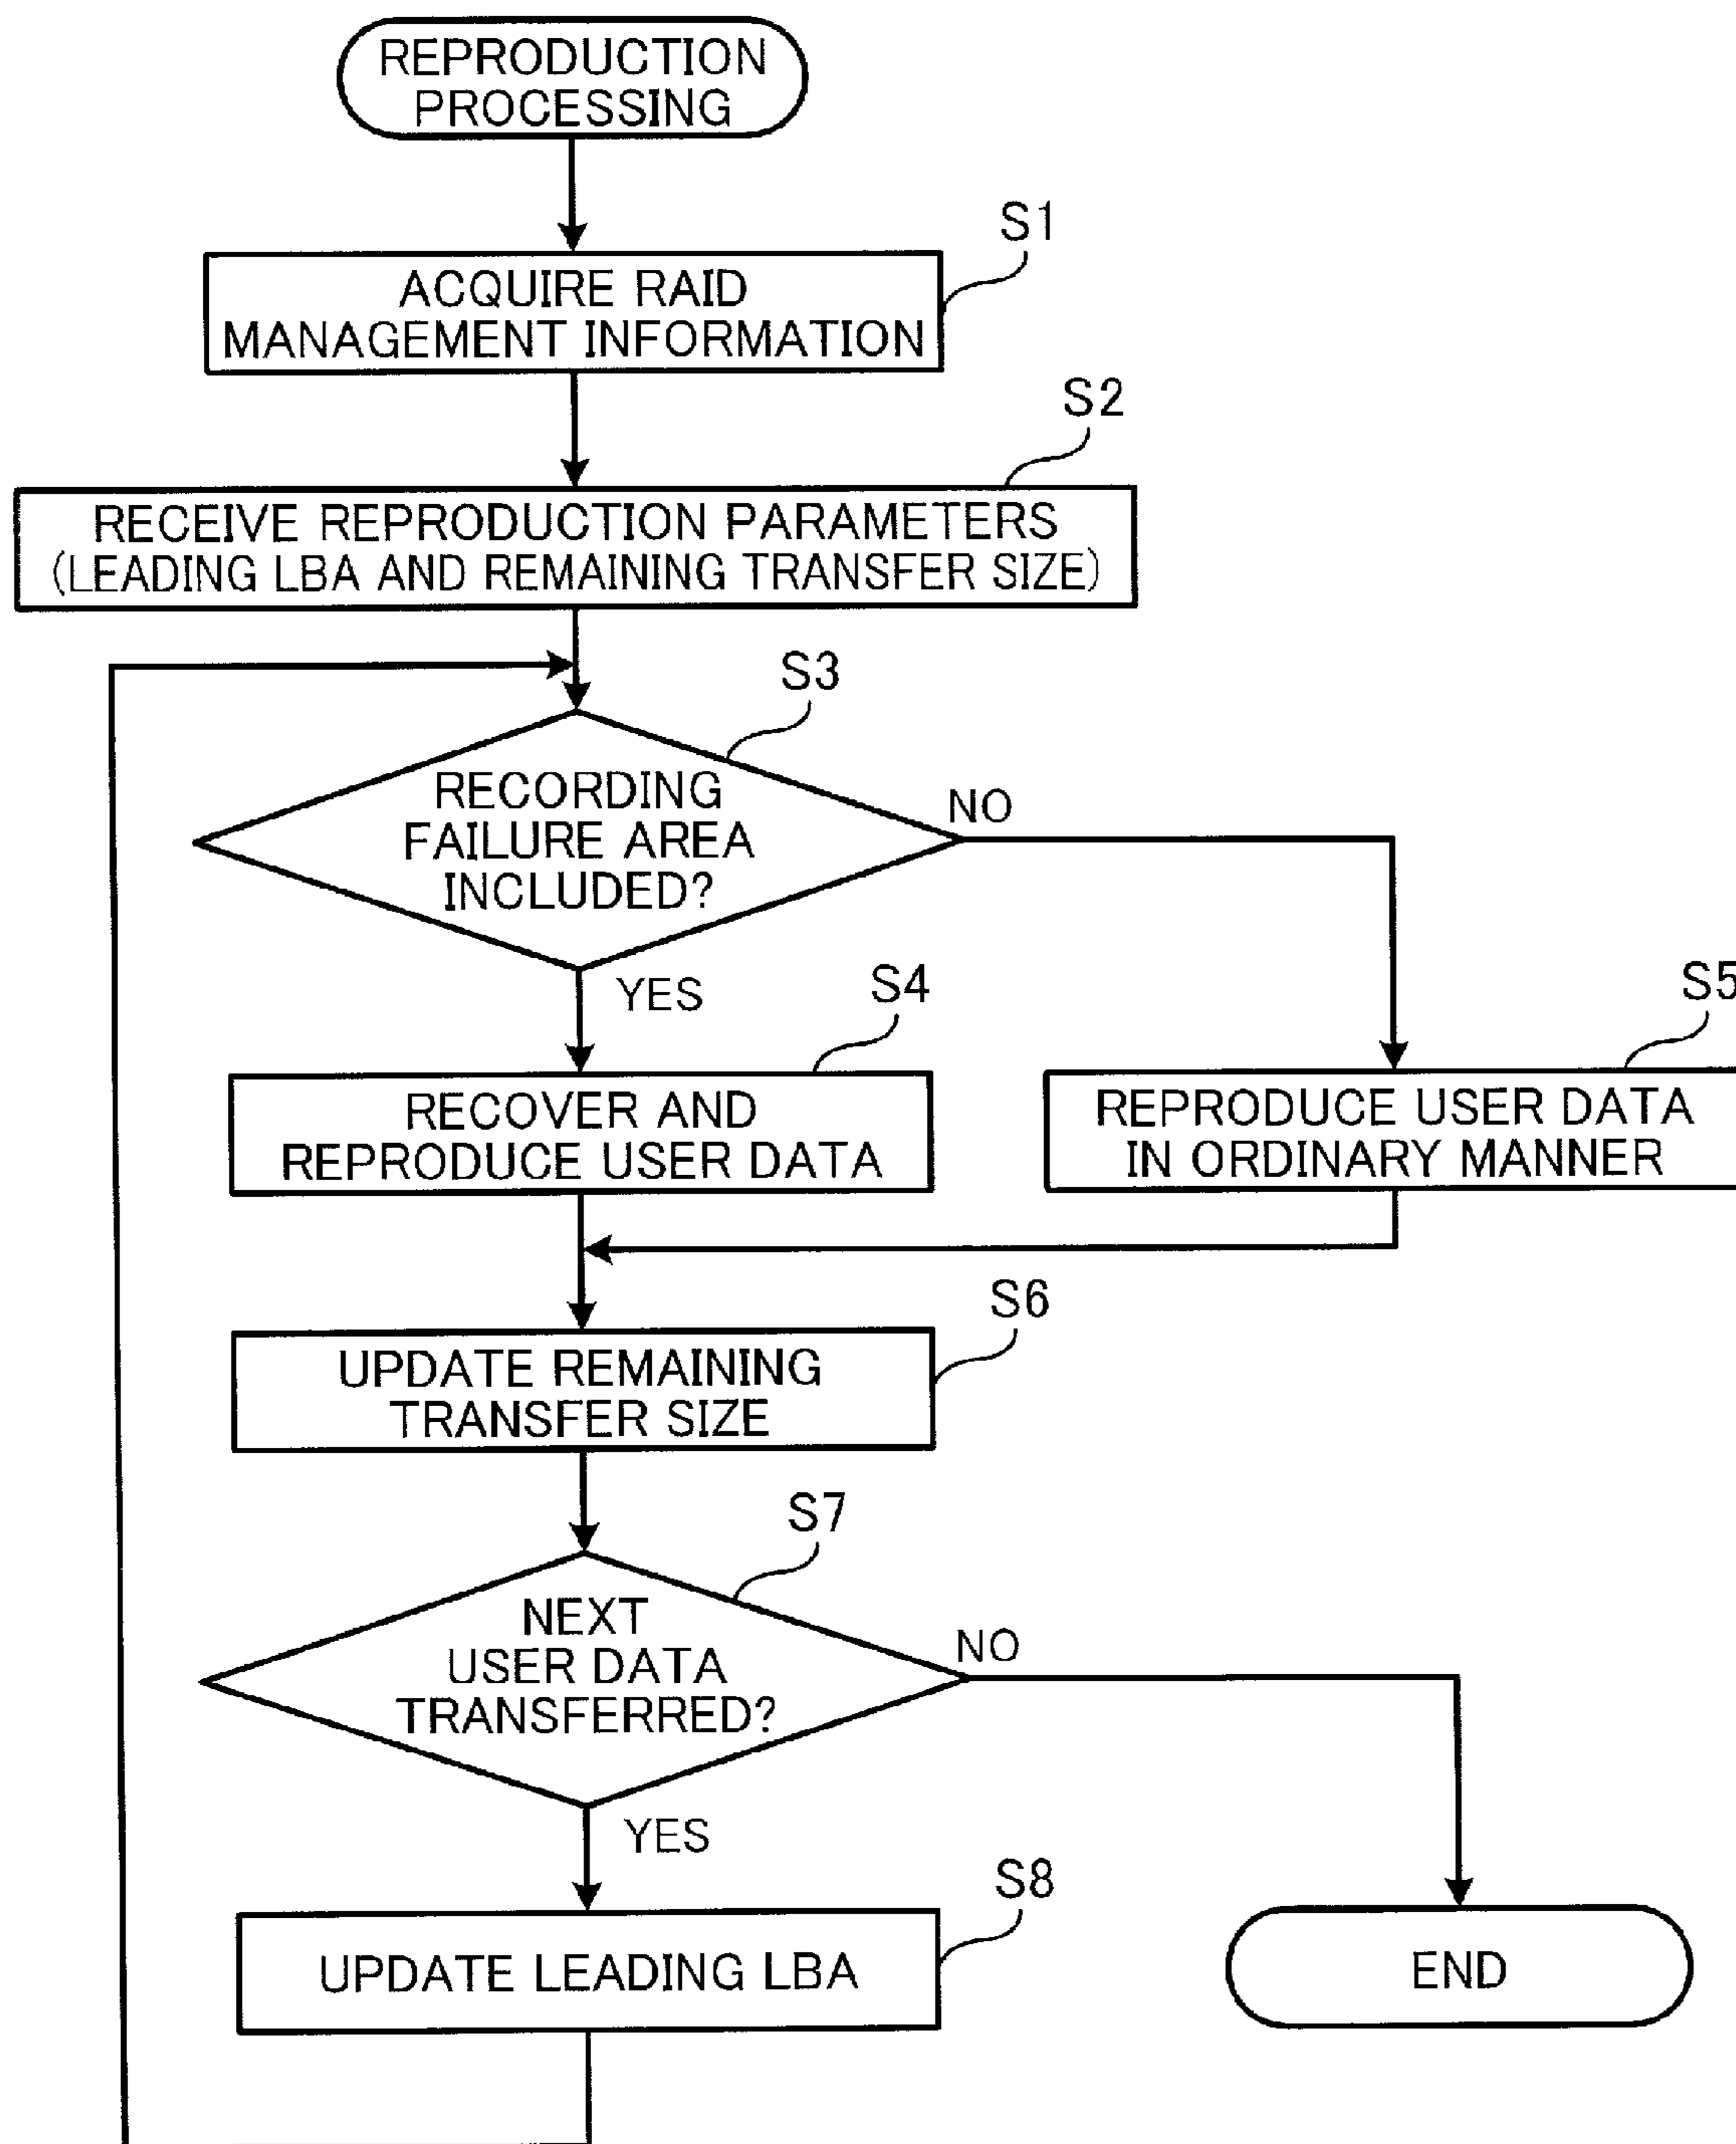 REPRODUCTION
PROCESSING
S1
ACQUIRE RAID
MANAGEMENT INFORMATION
S2
RECEIVE REPRODUCTION PARAMETERS
(LEADING LBA AND REMAINING TRANSFER SIZE)
S3
RECORDING
FAILURE AREA
INCLUDED?
NO
YES
S4
RECOVER AND
REPRODUCE USER DATA
S5
REPRODUCE USER DATA
IN ORDINARY MANNER
S6
UPDATE REMAINING
TRANSFER SIZE
S7
NEXT
USER DATA
TRANSFERRED?
NO
YES
S8
UPDATE LEADING LBA
END